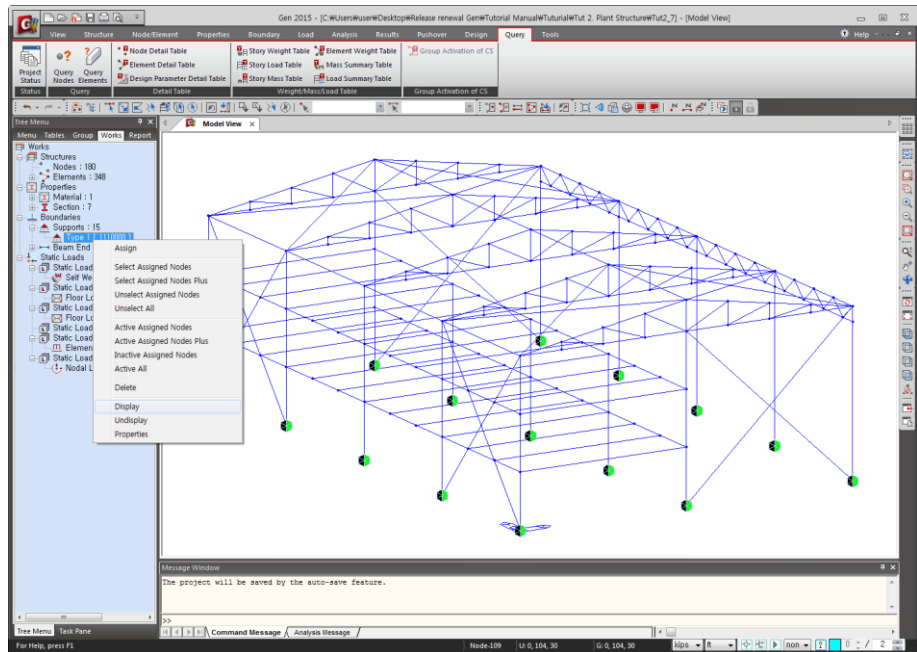 Gen 2015 - [C:₩Users₩user₩Desktop₩Release renewal Gen₩Tutorial Manual₩Tuturial₩Tut 2. Plant Structure₩Tut2_7] - [Model View]
View Structure Node/Element Properties Boundary Load Analysis Results Pushover Design Query Tools Help
Project Status
Query Nodes
Query Elements
Node Detail Table
Element Detail Table
Design Parameter Detail Table
Story Weight Table
Element Weight Table
Story Load Table
Mass Summary Table
Story Mass Table
Load Summary Table
Group Activation of CS
Status Query Detail Table Weight/Mass/Load Table Group Activation of CS
Tree Menu
Model View
Menu Tables Group Works Report
Works
Structures
Nodes : 180
Elements : 348
Properties
Material : 1
Section : 7
Boundaries
Supports : 15
Type 1 [ 111000 ]
Beam End
Static Loads
Static Load
Self We
Static Load
Floor Lo
Static Load
Floor Lo
Static Load
Static Load
Elemen
Static Load
Nodal L
Assign
Select Assigned Nodes
Select Assigned Nodes Plus
Unselect Assigned Nodes
Unselect All
Active Assigned Nodes
Active Assigned Nodes Plus
Inactive Assigned Nodes
Active All
Delete
Display
Undisplay
Properties
Message Window
The project will be saved by the auto-save feature.
>>
Tree Menu Task Pane
Command Message Analysis Message
For Help, press F1
Node-109 U: 0, 104, 30 G: 0, 104, 30 kips ft non ? 0 / 2